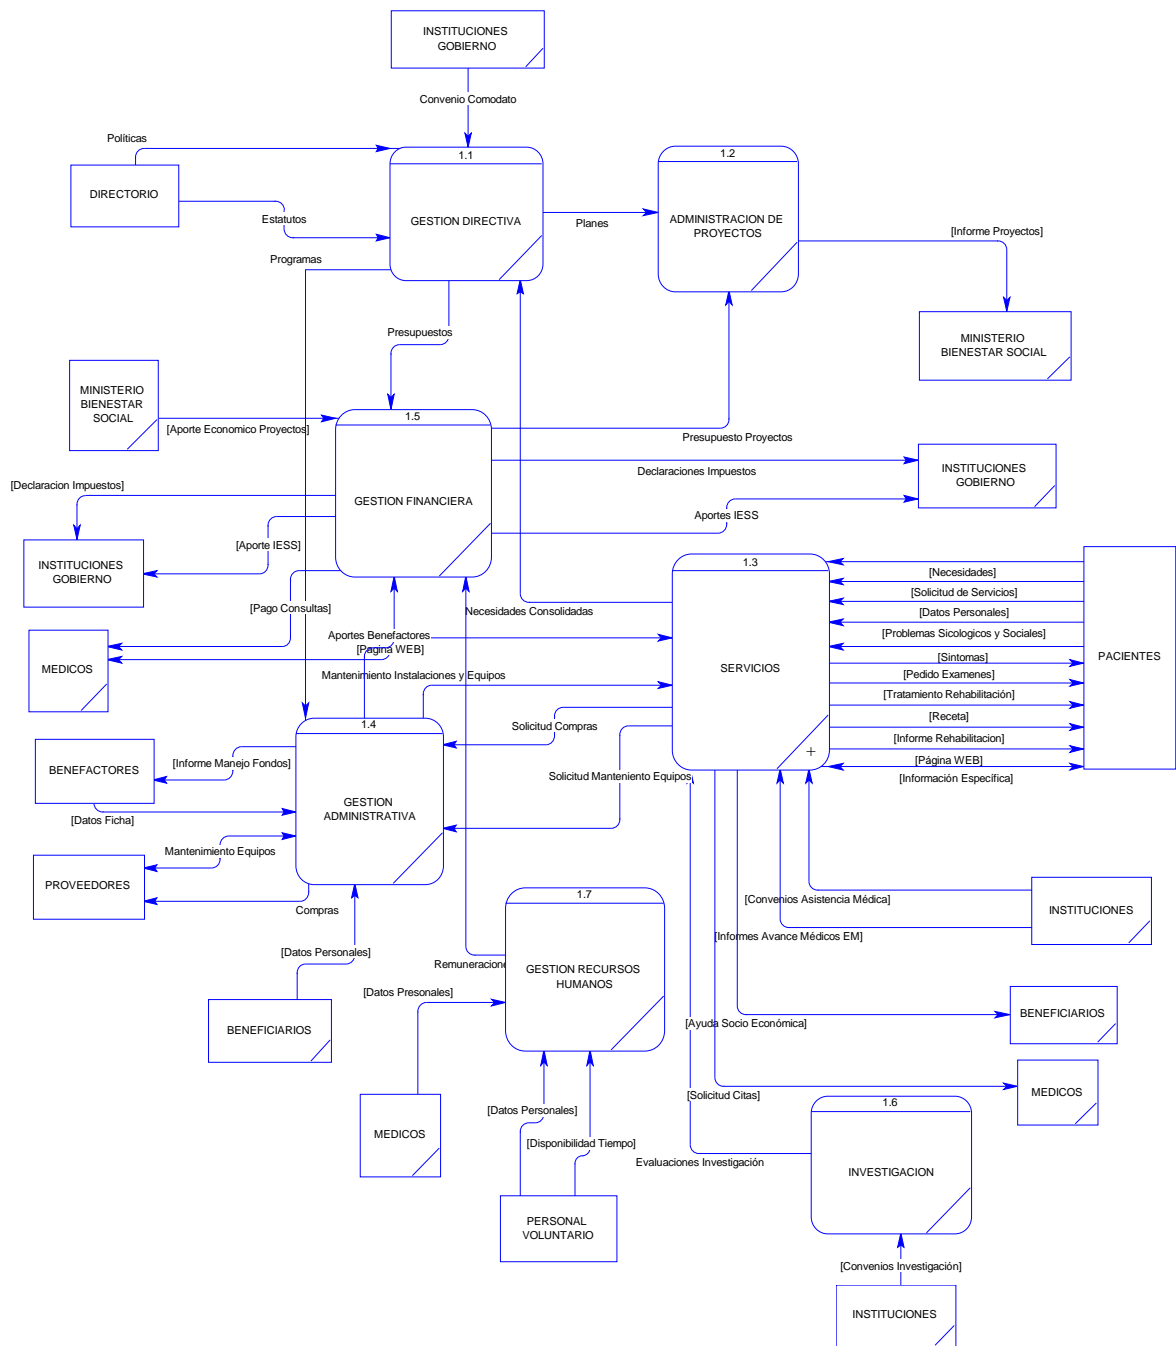 INSTITUCIONES
GOBIERNO
Convenio Comodato
Políticas
1.1
1.2
DIRECTORIO
Estatutos
GESTION DIRECTIVA
Planes
ADMINISTRACION DE
PROYECTOS
[Informe Proyectos]
Programas
Presupuestos
MINISTERIO
BIENESTAR SOCIAL
MINISTERIO
BIENESTAR
SOCIAL
[Aporte Economico Proyectos]
1.5
Presupuesto Proyectos
Declaraciones Impuestos
INSTITUCIONES
GOBIERNO
[Declaracion Impuestos]
GESTION FINANCIERA
Aportes IESS
[Aporte IESS]
INSTITUCIONES
GOBIERNO
1.3
[Necesidades]
[Solicitud de Servicios]
[Datos Personales]
[Problemas Sicologicos y Sociales]
[Sintomas]
[Pedido Examenes]
[Tratamiento Rehabilitación]
[Receta]
[Informe Rehabilitacion]
[Página WEB]
[Información Específica]
PACIENTES
SERVICIOS
[Pago Consultas]
Necesidades Consolidadas
Aportes Benefactores
[Pagina WEB]
MEDICOS
Mantenimiento Instalaciones y Equipos
1.4
Solicitud Compras
BENEFACTORES
[Informe Manejo Fondos]
Solicitud Manteniento Equipos
GESTION
ADMINISTRATIVA
[Datos Ficha]
Mantenimiento Equipos
PROVEEDORES
Compras
1.7
[Convenios Asistencia Médica]
INSTITUCIONES
[Informes Avance Médicos EM]
[Datos Personales]
Remuneracione
GESTION RECURSOS
HUMANOS
[Datos Presonales]
BENEFICIARIOS
[Ayuda Socio Económica]
BENEFICIARIOS
[Solicitud Citas]
MEDICOS
MEDICOS
[Datos Personales]
[Disponibilidad Tiempo]
1.6
Evaluaciones Investigación
INVESTIGACION
PERSONAL
VOLUNTARIO
[Convenios Investigación]
INSTITUCIONES